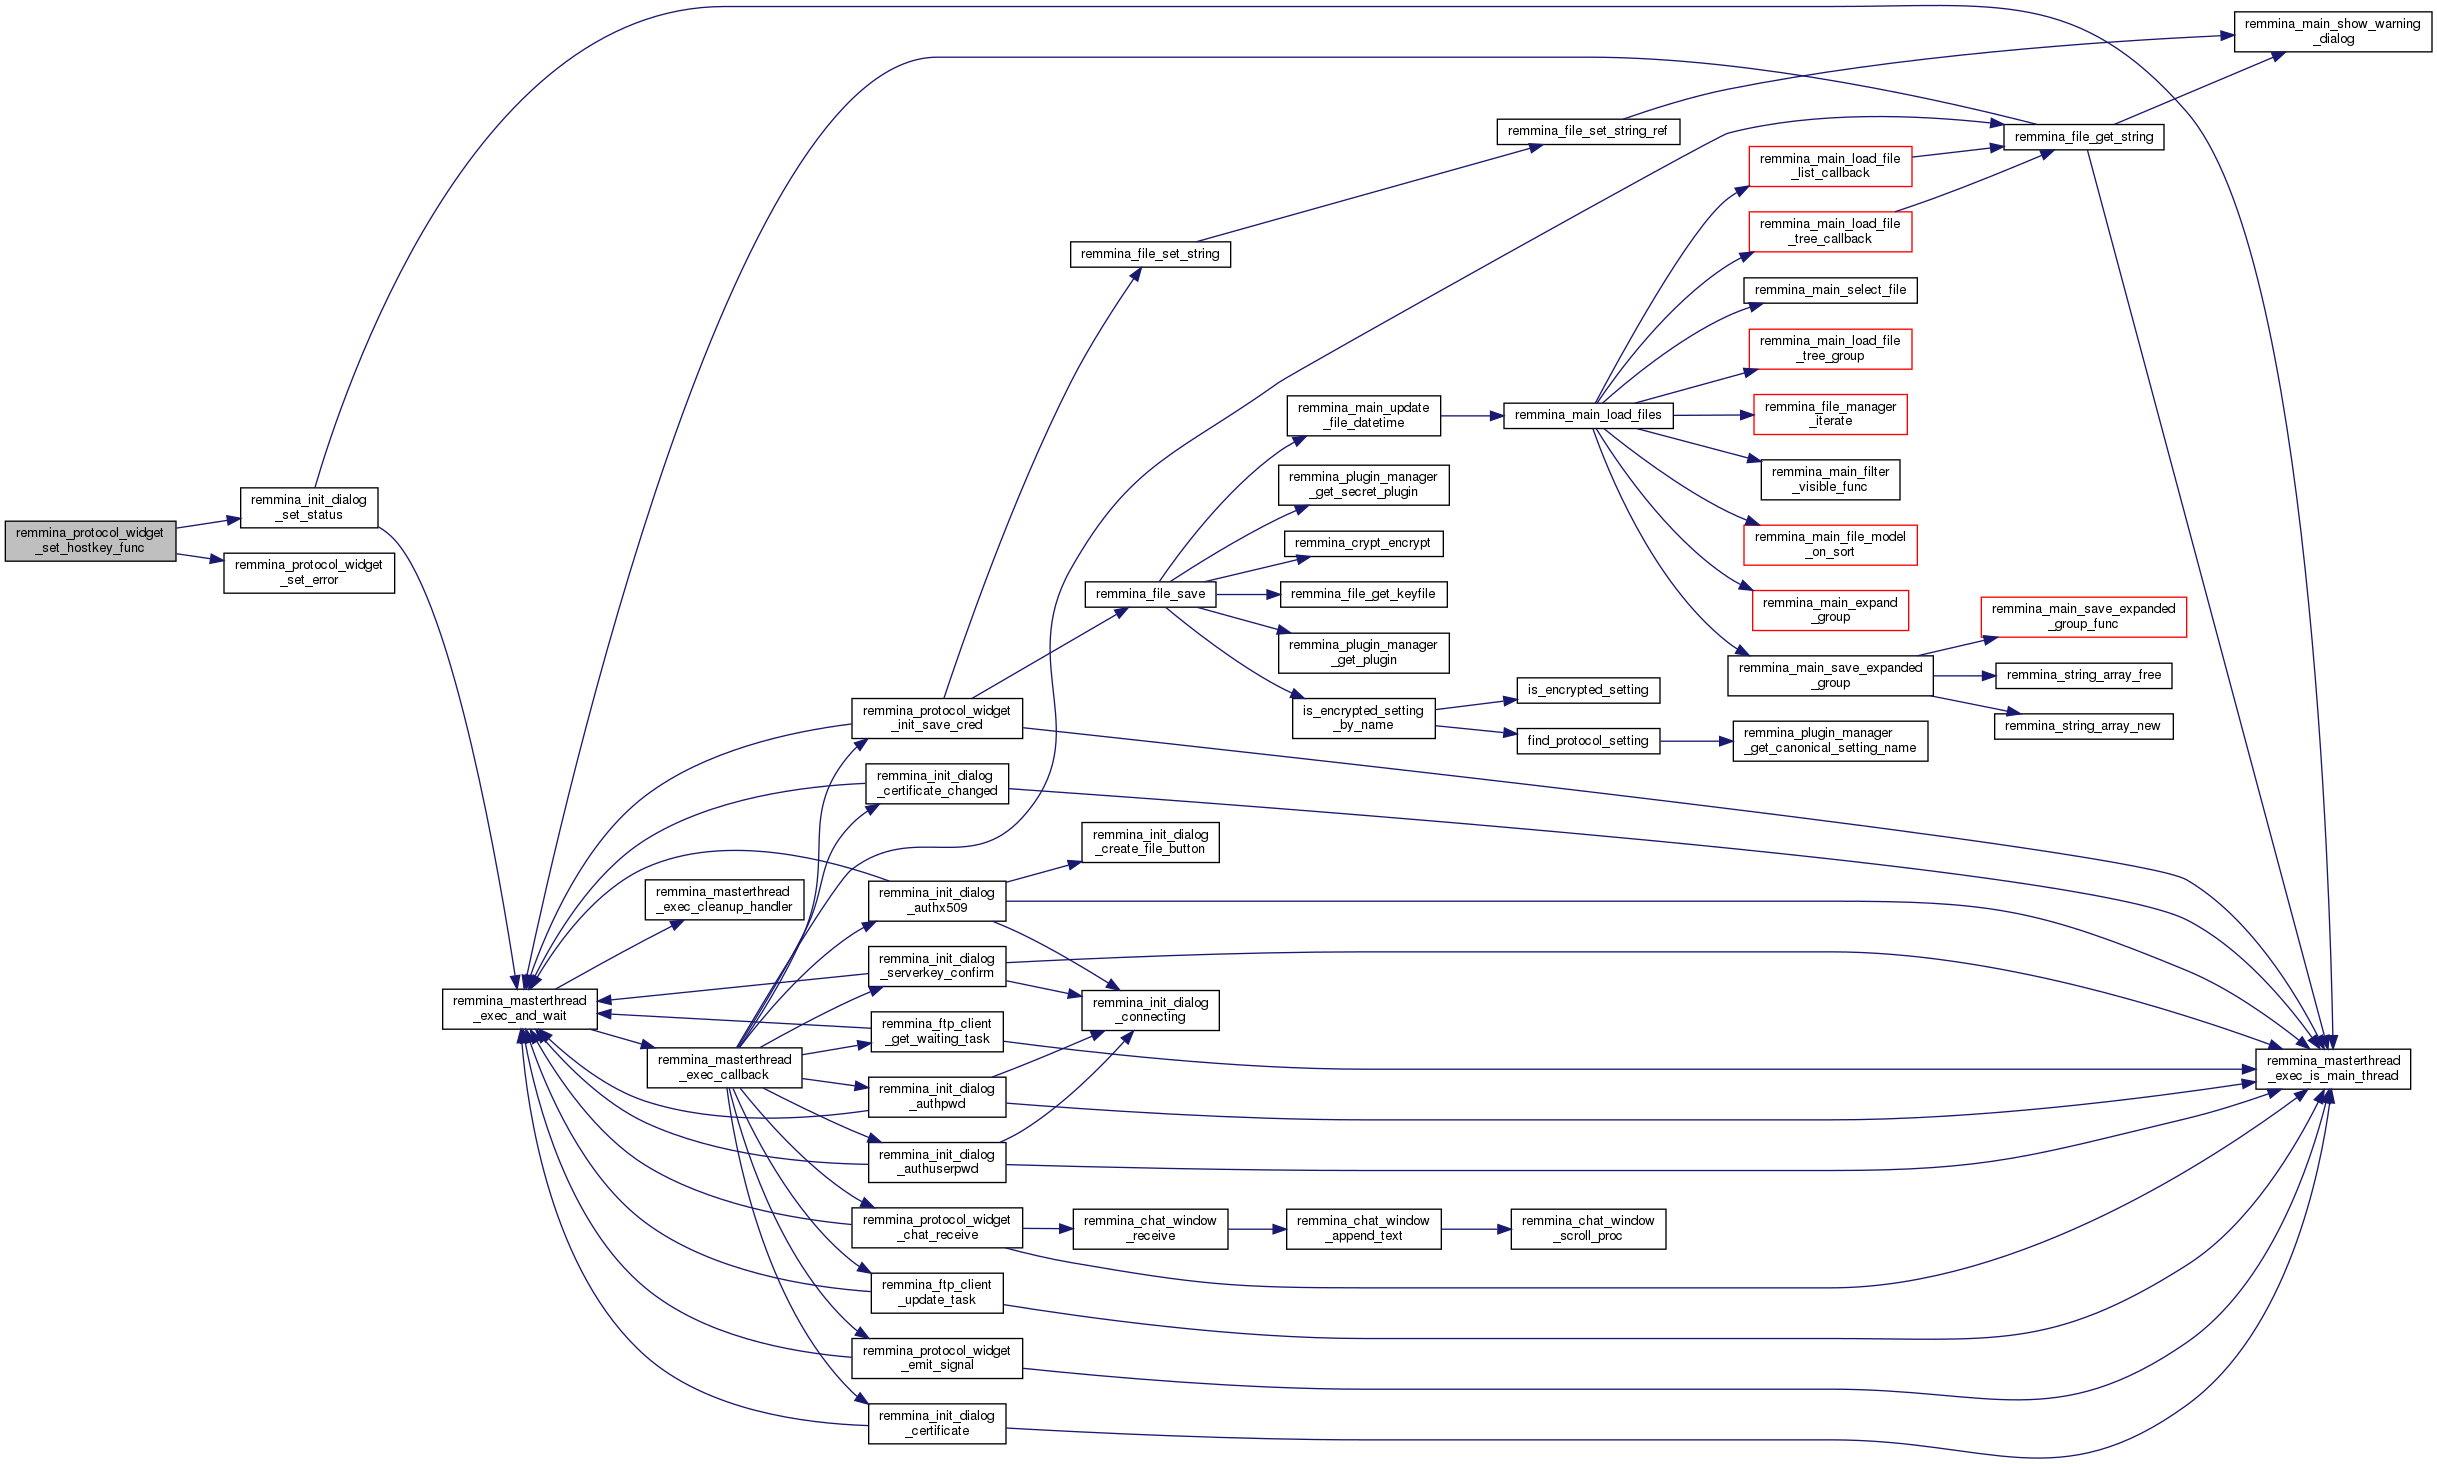 remmina_protocol_widget
_set_hostkey_func
remmina_init_dialog
_set_status
remmina_protocol_widget
_set_error
remmina_masterthread
_exec_and_wait
remmina_masterthread
_exec_cleanup_handler
remmina_masterthread
_exec_callback
remmina_protocol_widget
_init_save_cred
remmina_init_dialog
_certificate_changed
remmina_init_dialog
_authx509
remmina_init_dialog
_serverkey_confirm
remmina_ftp_client
_get_waiting_task
remmina_init_dialog
_authpwd
remmina_init_dialog
_authuserpwd
remmina_protocol_widget
_chat_receive
remmina_ftp_client
_update_task
remmina_protocol_widget
_emit_signal
remmina_init_dialog
_certificate
remmina_file_set_string
remmina_file_save
remmina_init_dialog
_create_file_button
remmina_init_dialog
_connecting
remmina_chat_window
_receive
remmina_main_update
_file_datetime
remmina_plugin_manager
_get_secret_plugin
remmina_crypt_encrypt
remmina_file_get_keyfile
remmina_plugin_manager
_get_plugin
is_encrypted_setting
_by_name
remmina_chat_window
_append_text
remmina_file_set_string_ref
remmina_main_load_files
is_encrypted_setting
find_protocol_setting
remmina_chat_window
_scroll_proc
remmina_main_load_file
_list_callback
remmina_main_load_file
_tree_callback
remmina_main_select_file
remmina_main_load_file
_tree_group
remmina_file_manager
_iterate
remmina_main_filter
_visible_func
remmina_main_file_model
_on_sort
remmina_main_expand
_group
remmina_main_save_expanded
_group
remmina_plugin_manager
_get_canonical_setting_name
remmina_file_get_string
remmina_main_save_expanded
_group_func
remmina_string_array_free
remmina_string_array_new
remmina_main_show_warning
_dialog
remmina_masterthread
_exec_is_main_thread